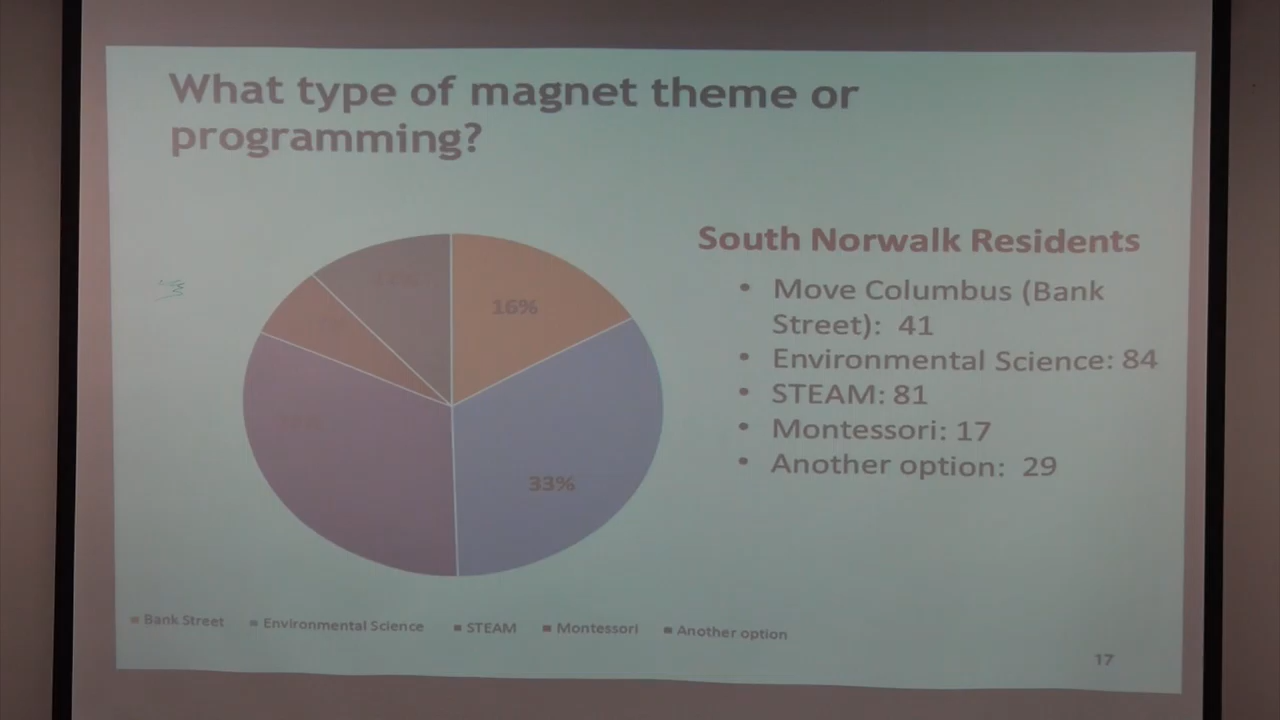 What type of magnet theme or
programming?
South Norwalk Residents
• Move Columbus (Bank
Street): 41
• Environmental Science: 84
• STEAM: 81
• Montessori: 17
• Another option: 29
16%
33%
Bank Street
Environmental Science
STEAM
Montessori
Another option
17